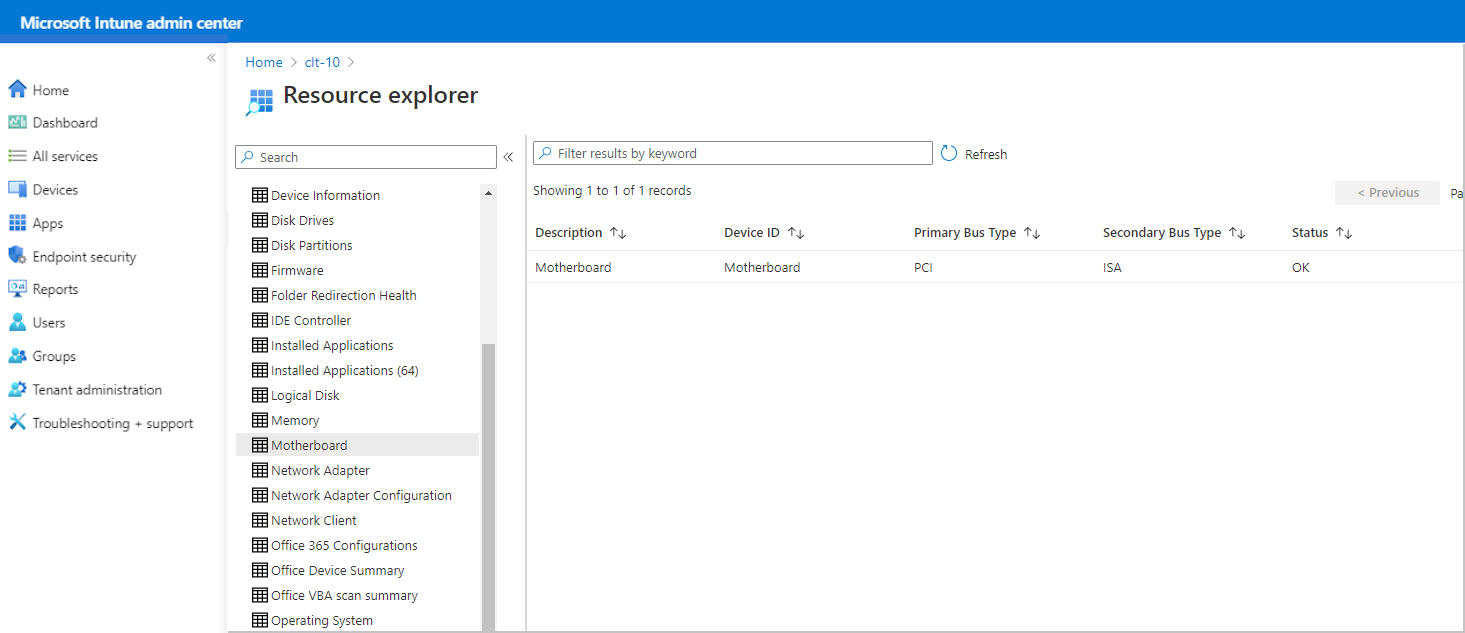 Microsoft Intune admin center
«
Home
Dashboard
All services
Devices
Apps
Endpoint security
Reports
Users
Groups
Tenant administration
Troubleshooting + support
Home > clt-10 >
Resource explorer
Search «
Device Information
Disk Drives
Disk Partitions
Firmware
Folder Redirection Health
IDE Controller
Installed Applications
Installed Applications (64)
Logical Disk
Memory
Motherboard
Network Adapter
Network Adapter Configuration
Network Client
Office 365 Configurations
Office Device Summary
Office VBA scan summary
Operating System
Filter results by keyword Refresh
Showing 1 to 1 of 1 records
< Previous Pa
Description ↑↓ Device ID ↑↓ Primary Bus Type ↑↓ Secondary Bus Type ↑↓ Status ↑↓
Motherboard Motherboard PCI ISA OK